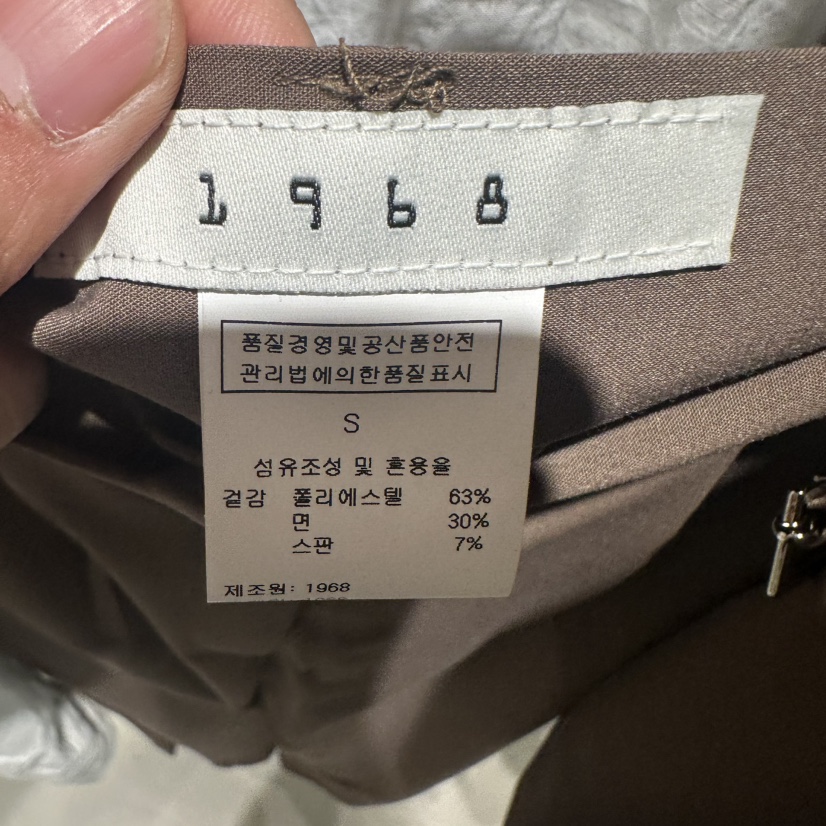 1968
품질경영및공산품안전
관리법에의한품질표시
S
섬유조성 및 혼용율
겉감 폴리에스텔 63%
면 30%
스판 7%
제조원: 1968